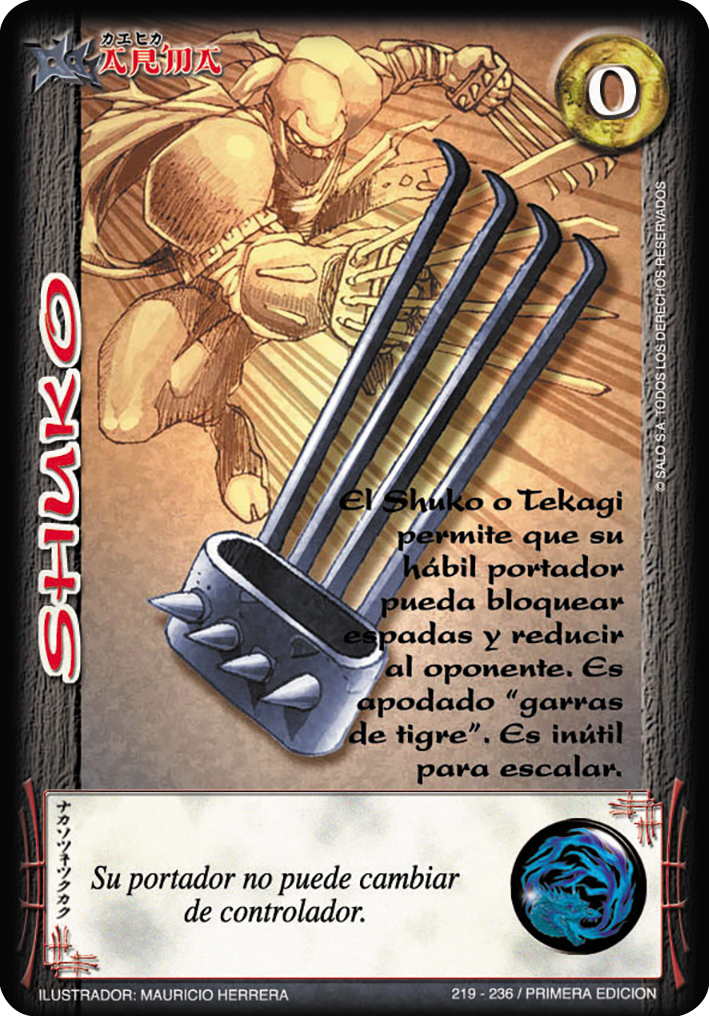 カエヒカ
ARMA
0
SHUKO
© SALO S.A. TODOS LOS DERECHOS RESERVADOS
El Shuko o Tekagi
permite que su
hábil portador
pueda bloquear
espadas y reducir
al oponente. Es
apodado “garras
de tigre”. Es inútil
para escalar.
ナカソツネツクカク
Su portador no puede cambiar
de controlador.
ILUSTRADOR: MAURICIO HERRERA
219 - 236 / PRIMERA EDICION